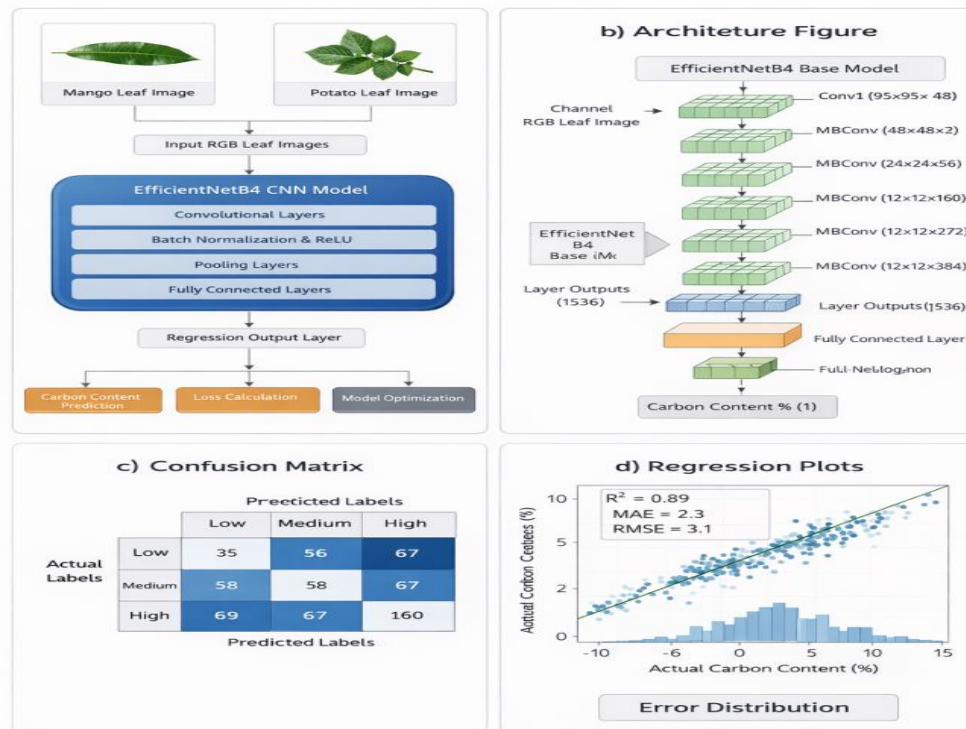 Mango Leaf Image
Potato Leaf Image
Input RGB Leaf Images
EfficientNetB4 CNN Model
Convolutional Layers
Batch Normalization & ReLU
Pooling Layers
Fully Connected Layers
Regression Output Layer
Carbon Content
Prediction
Loss Calculation
Model Optimization
b) Architeture Figure
EfficientNetB4 Base Model
Channel
RGB Leaf Image
Conv1 (95×95× 48)
MBConv (48×48×2)
MBConv (24×24×56)
MBConv (12×12×160)
EfficientNet
B4
Base
MBConv (12×12×272)
MBConv (12×12×384)
Layer Outputs
(1536)
Layer Outputs (1536)
Fully Connected Layer
Carbon Content % (1)
c) Confusion Matrix
Labels
Low Medium High
Actual
Labels
Low 35 56 67
Medium 58 58 67
High 69 67 160
Predicted Labels
d) Regression Plots
R² = 0.89
MAE = 2.3
RMSE = 3.1
10
5
2
0
(%)
-10 -6 0 5 10 15
Actual Carbon Content (%)
Error Distribution